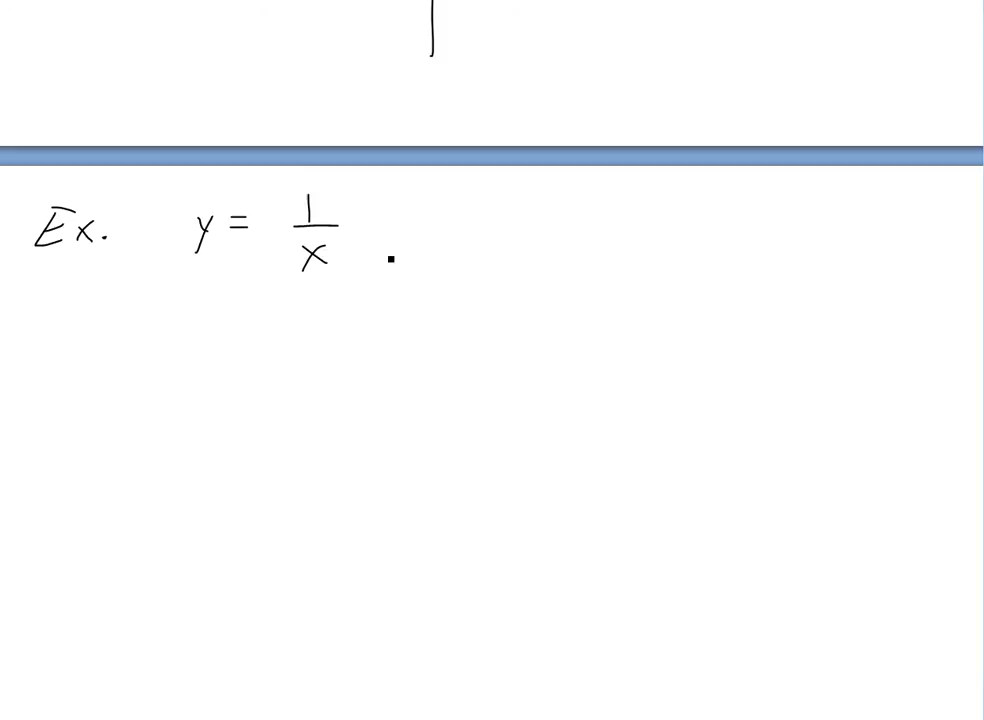 Ex. y = 1/x